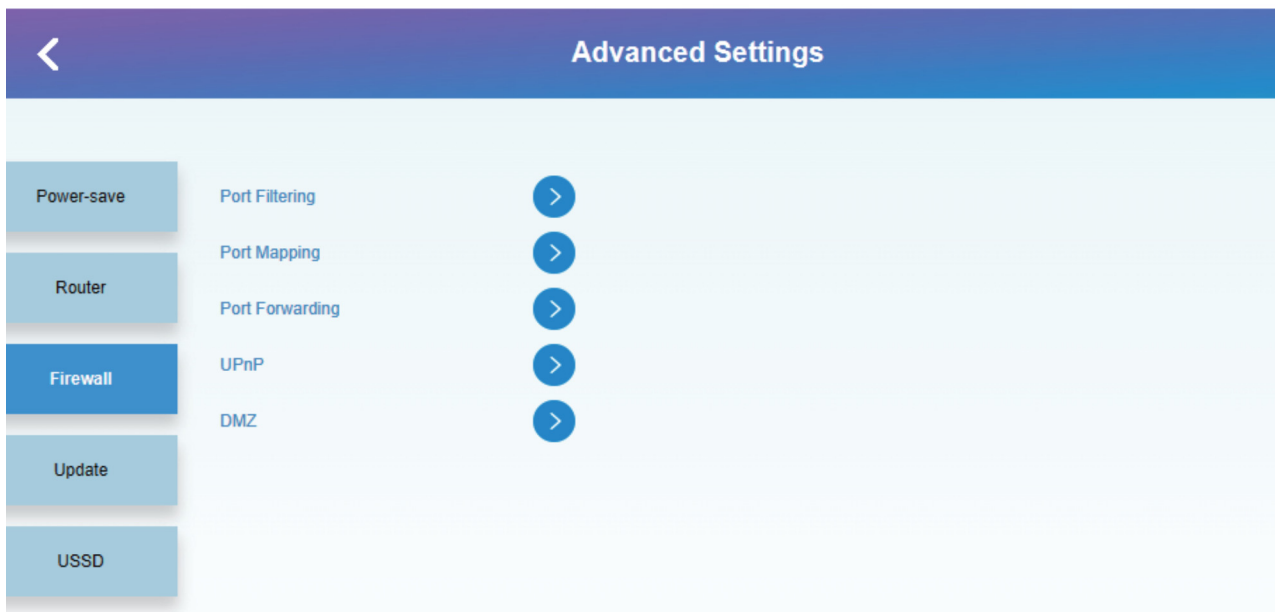 Advanced Settings
Power-save
Router
Firewall
Update
USSD
Port Filtering
Port Mapping
Port Forwarding
UPnP
DMZ